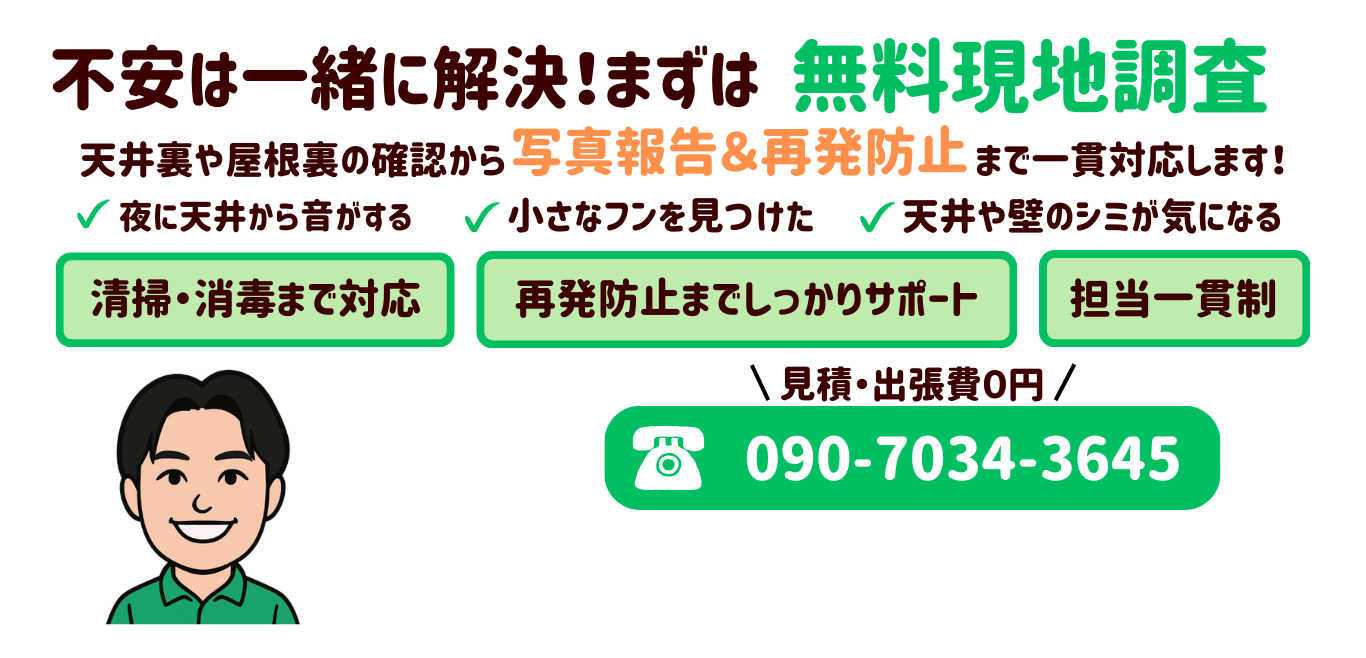 不安は一緒に解決！まずは 無料現地調査
天井裏や屋根裏の確認から写真報告&再発防止まで一貫対応します！
✓ 夜に天井から音がする ✓ 小さなフンを見つけた ✓ 天井や壁のシミが気になる
清掃・消毒まで対応 再発防止までしっかりサポート 担当一貫制
\ 見積・出張費0円 /
090-7034-3645